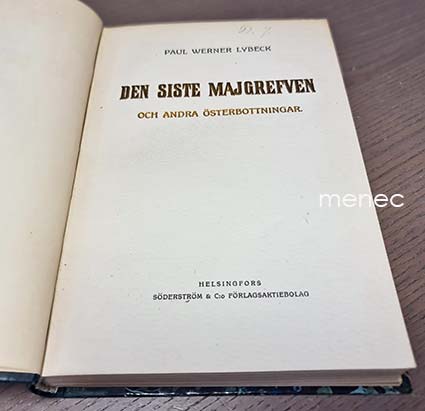 PAUL WERNER LYBECK
DEN SISTE MAJGREFVEN
OCH ANDRA ÖSTERBOTTNINGAR.
menec
HELSINGFORS
SÖDERSTRÖM & C:o FÖRLAGSAKTIEBOLAG